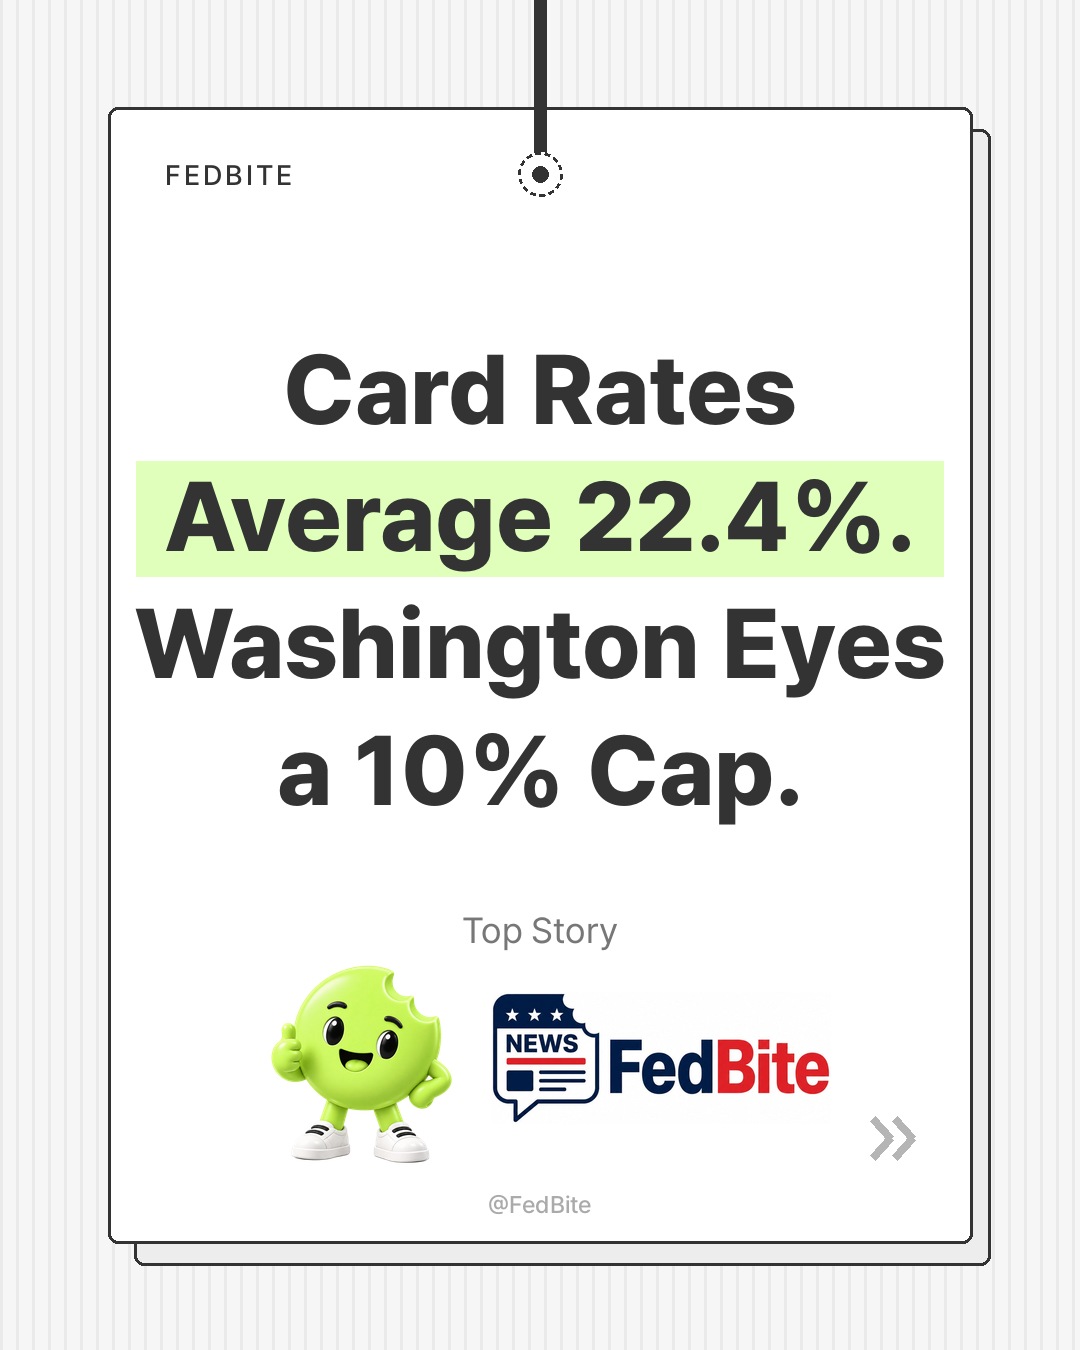 FEDBITE
Card Rates
Average 22.4%.
Washington Eyes
a 10% Cap.
Top Story
NEWS
FedBite
@FedBite